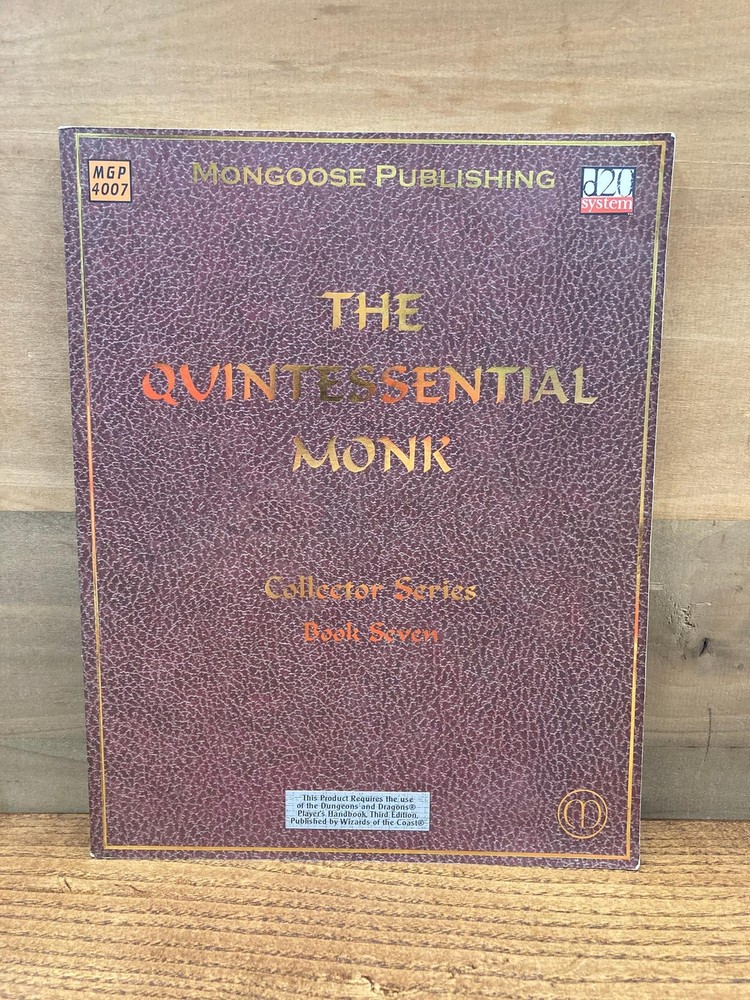 MGP
4007
MONGOOSE PUBLISHING
d20
system
THE
QUINTESSENTIAL
MONK
Collector Series
Book Seven
This Product Requires the use
of the Dungeons and Dragons®
Player's Handbook, Third Edition,
Published by Wizards of the Coast®
M